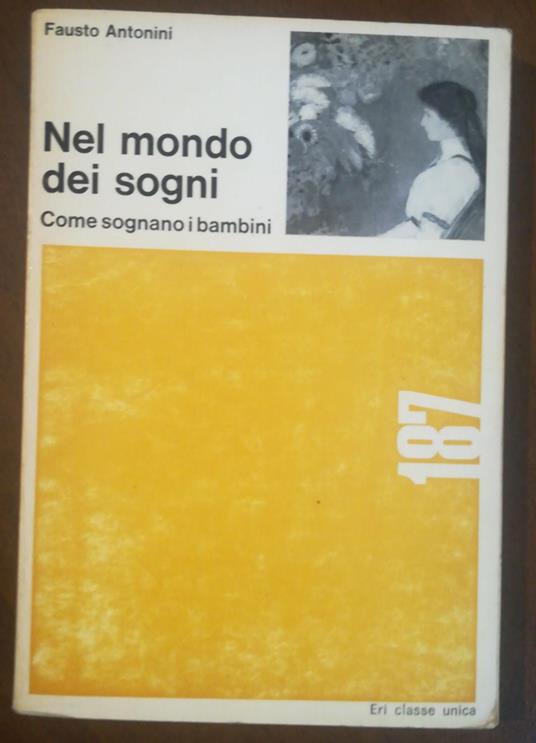 Fausto Antonini
Nel mondo
dei sogni
Come sognano i bambini
187
Eri classe unica